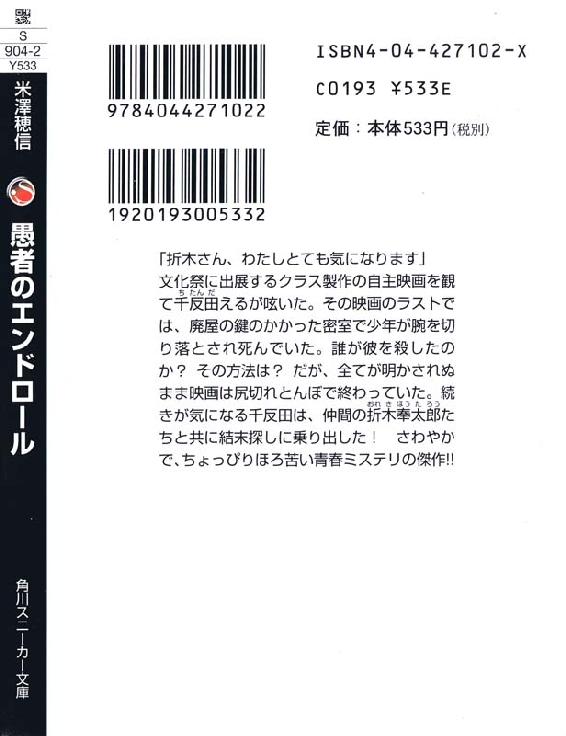 S
904-2
Y533
米澤穂信
愚者のエンドロール
角川スニーカー文庫
9784044271022
1920193005332
ISBN4-04-427102-X
C0193 ¥533E
定価：本体533円（税別）
「折木さん、わたしとても気になります」
文化祭に出展するクラス製作の自主映画を観
て千反田えるが呟いた。その映画のラストで
は、廃屋の鍵のかかった密室で少年が腕を切
り落とされ死んでいた。誰が彼を殺したの
か？ その方法は？ だが、全てが明かされぬ
まま映画は尻切れとんぼで終わっていた。続
きが気になる千反田は、仲間の折木奉太郎た
ちと共に結末探しに乗り出した！ さわやか
で、ちょっぴりほろ苦い青春ミステリの傑作!!